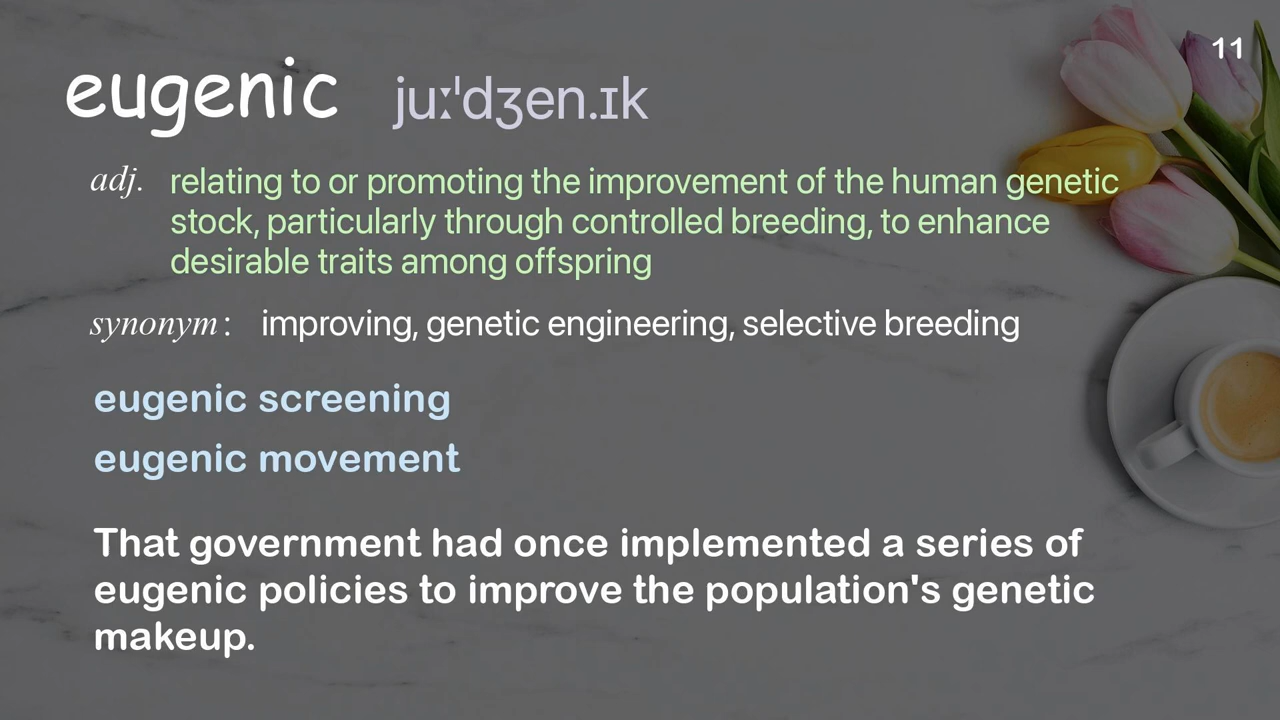 11
eugenic juːˈdʒen.ɪk
adj. relating to or promoting the improvement of the human genetic
stock, particularly through controlled breeding, to enhance
desirable traits among offspring
synonym: improving, genetic engineering, selective breeding
eugenic screening
eugenic movement
That government had once implemented a series of
eugenic policies to improve the population's genetic
makeup.